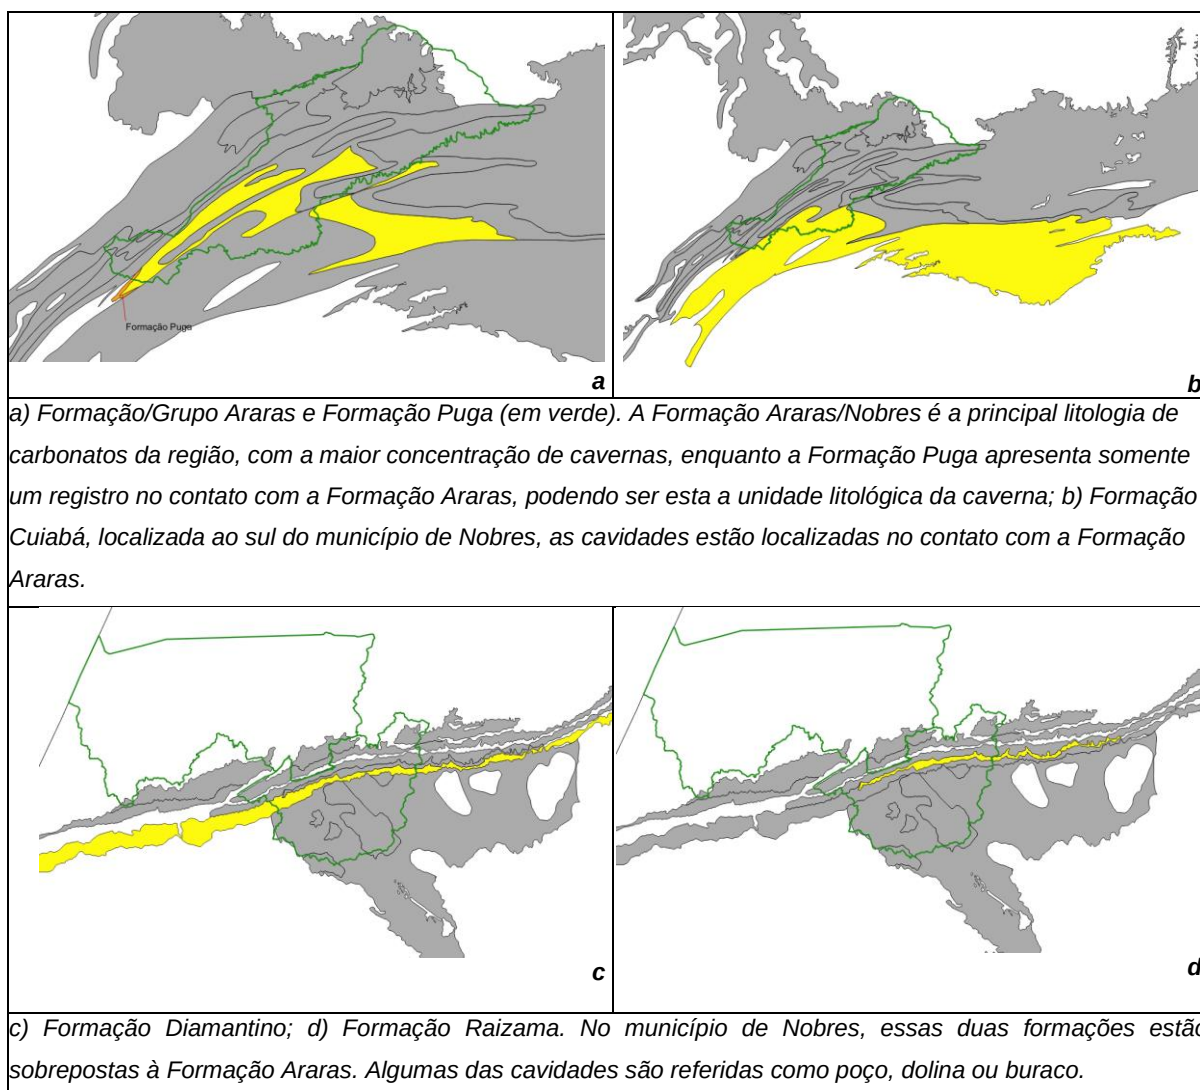 Formação Puga
a
b
a) Formação/Grupo Araras e Formação Puga (em verde). A Formação Araras/Nobres é a principal litologia de
carbonatos da região, com a maior concentração de cavernas, enquanto a Formação Puga apresenta somente
um registro no contato com a Formação Araras, podendo ser esta a unidade litológica da caverna; b) Formação
Cuiabá, localizada ao sul do município de Nobres, as cavidades estão localizadas no contato com a Formação
Araras.
c
d
c) Formação Diamantino; d) Formação Raizama. No município de Nobres, essas duas formações estão
sobrepostas à Formação Araras. Algumas das cavidades são referidas como poço, dolina ou buraco.